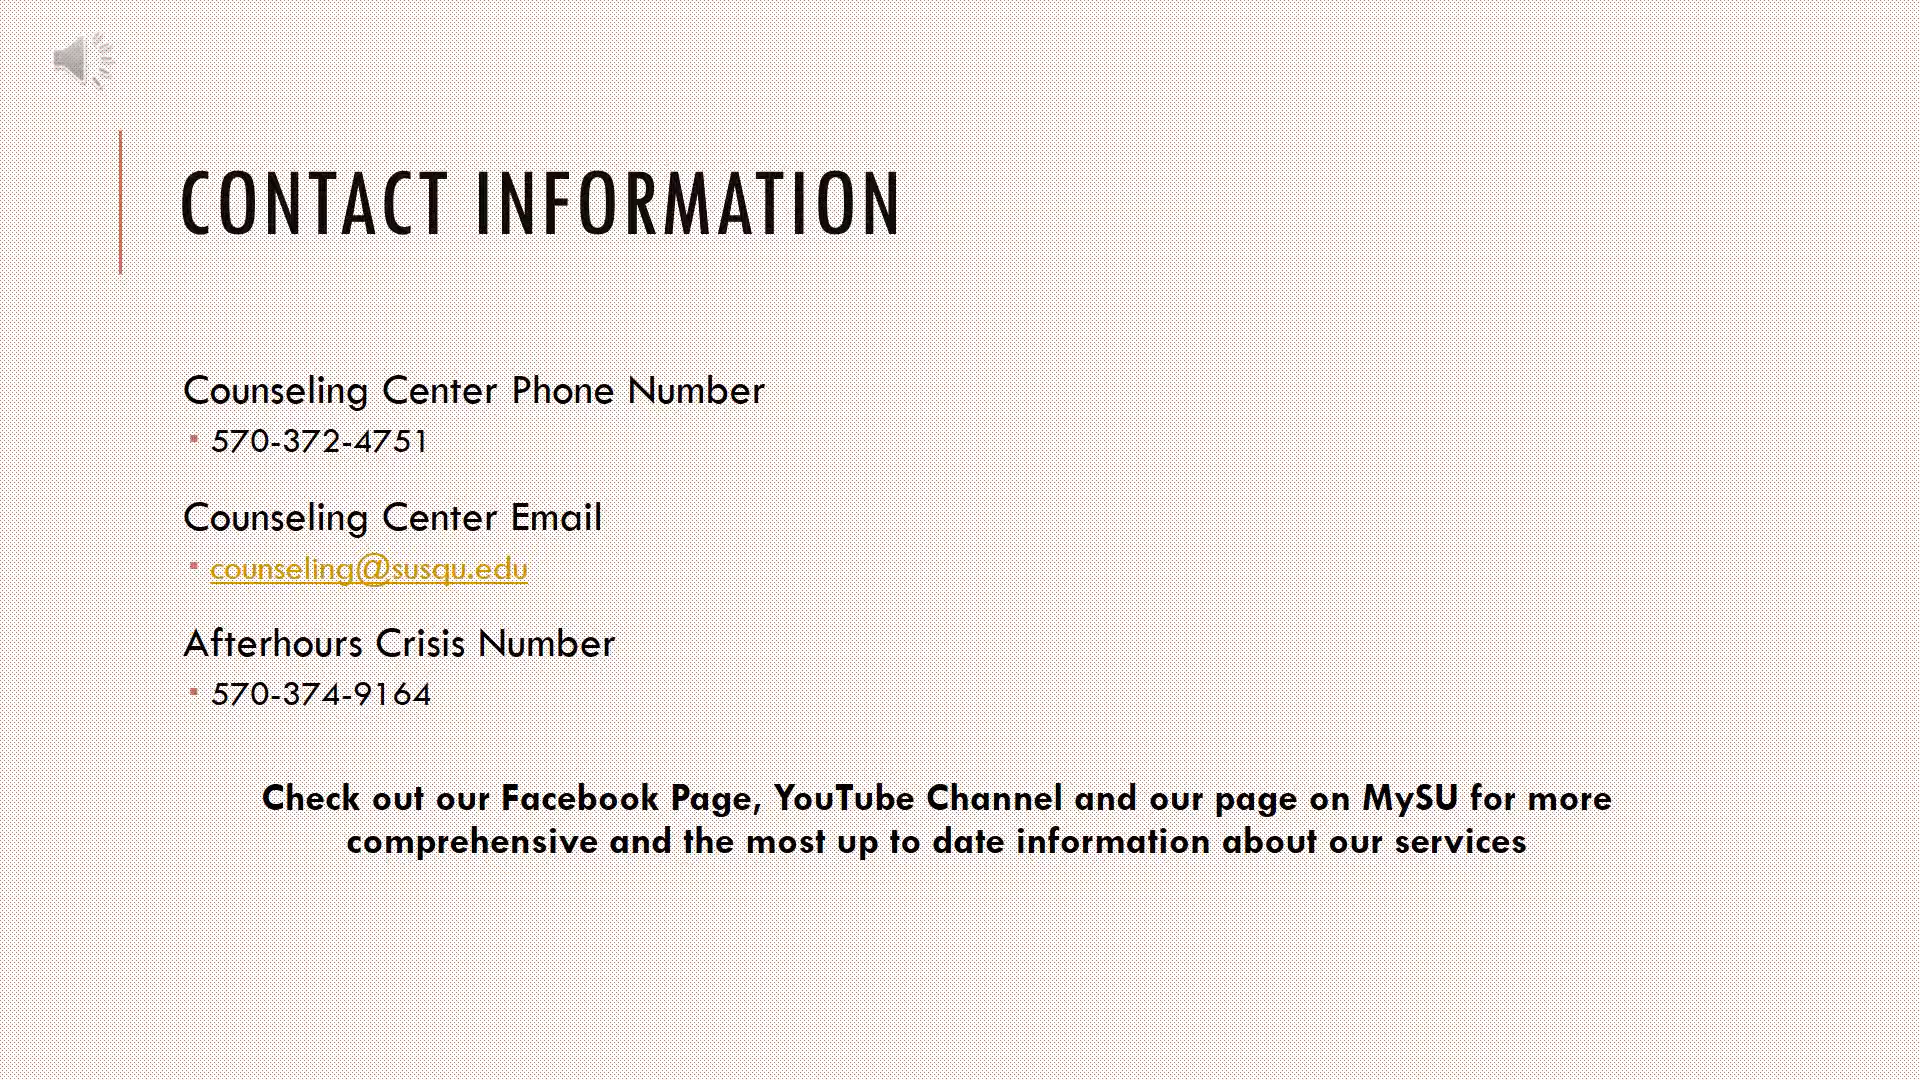 CONTACT INFORMATION
Counseling Center Phone Number
▪ 570-372-4751
Counseling Center Email
▪ counseling@susqu.edu
Afterhours Crisis Number
▪ 570-374-9164
Check out our Facebook Page, YouTube Channel and our page on MySU for more
comprehensive and the most up to date information about our services